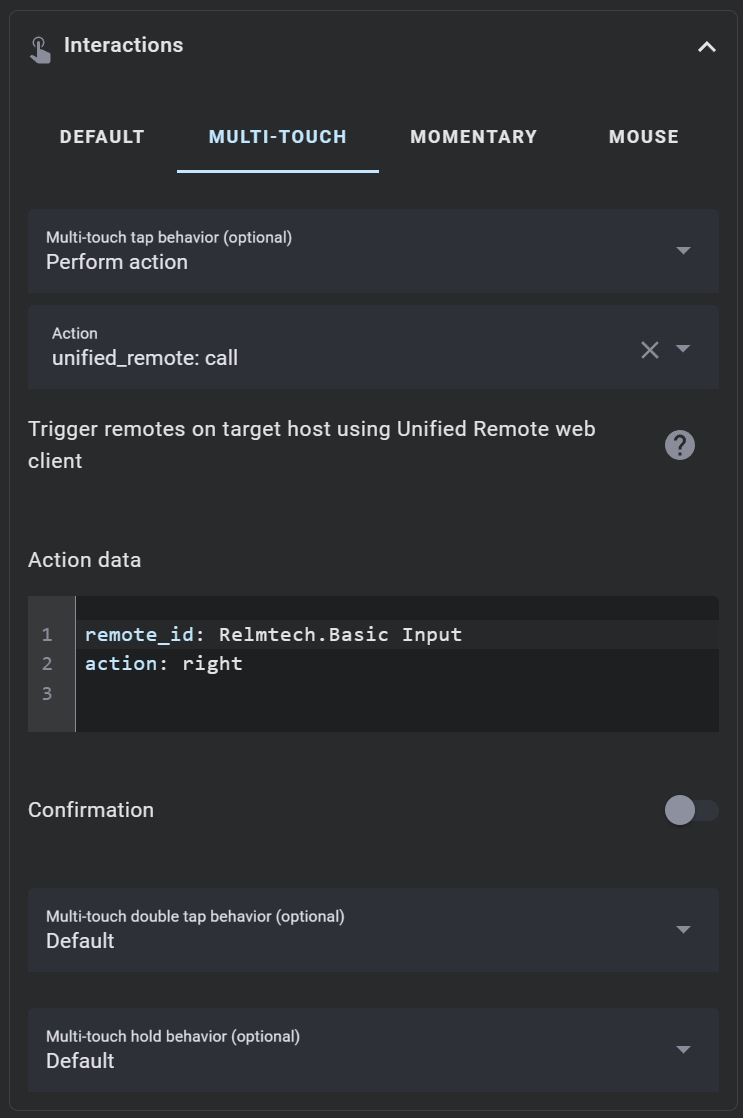 Interactions
DEFAULT
MULTI-TOUCH
MOMENTARY
MOUSE
Multi-touch tap behavior (optional)
Perform action
Action
unified_remote: call
Trigger remotes on target host using Unified Remote web
client
?
Action data
1 remote_id: Relmtech.Basic Input
2 action: right
3
Confirmation
Multi-touch double tap behavior (optional)
Default
Multi-touch hold behavior (optional)
Default